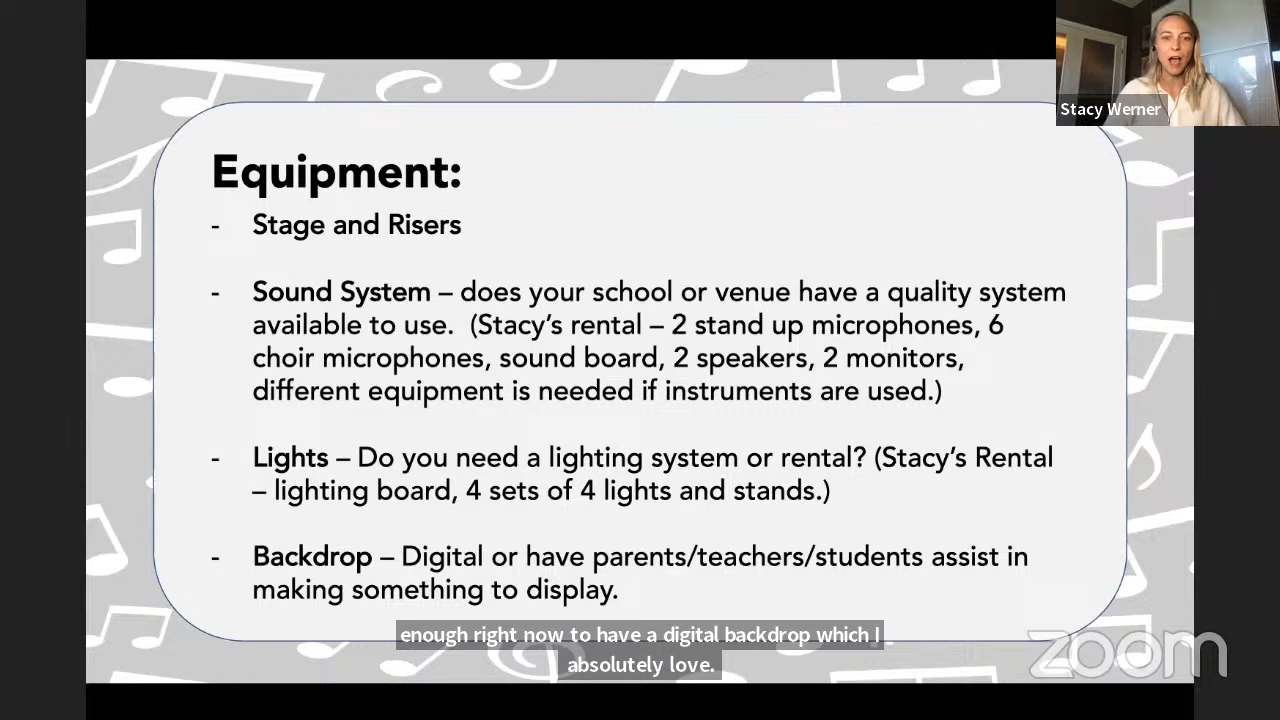 Stacy Werner
Equipment:
- Stage and Risers
- Sound System – does your school or venue have a quality system
available to use.  (Stacy’s rental – 2 stand up microphones, 6
choir microphones, sound board, 2 speakers, 2 monitors,
different equipment is needed if instruments are used.)
- Lights – Do you need a lighting system or rental? (Stacy’s Rental
– lighting board, 4 sets of 4 lights and stands.)
- Backdrop – Digital or have parents/teachers/students assist in
making something to display.
enough right now to have a digital backdrop which I
absolutely love.
zoom